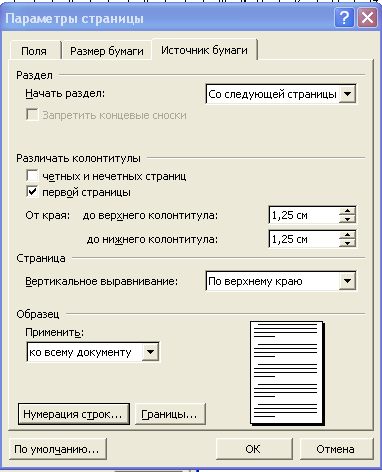 Параметры страницы
Поля Размер бумаги Источник бумаги
Раздел
Начать раздел: Со следующей страницы
Запретить концевые сноски
Различать колонтитулы
четных и нечетных страниц
первой страницы
От края: до верхнего колонтитула: 1,25 см
до нижнего колонтитула: 1,25 см
Страница
Вертикальное выравнивание: По верхнему краю
Образец
Применить:
ко всему документу
Нумерация строк... Границы...
По умолчанию... ОК Отмена